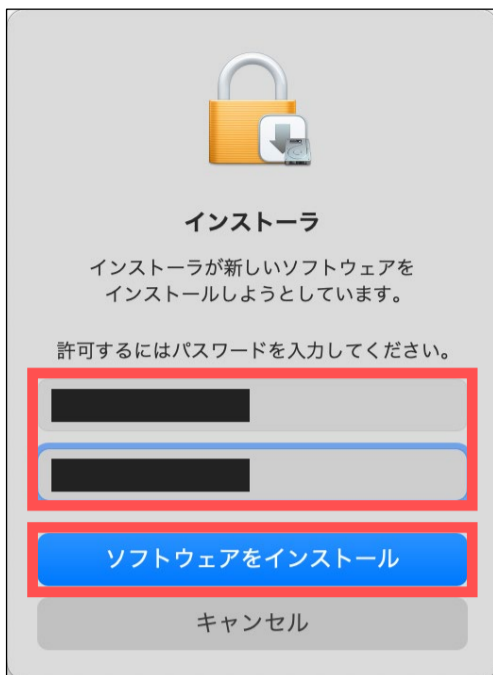 インストーラ
インストーラが新しいソフトウェアを
インストールしようとしています。
許可するにはパスワードを入力してください。
ソフトウェアをインストール
キャンセル